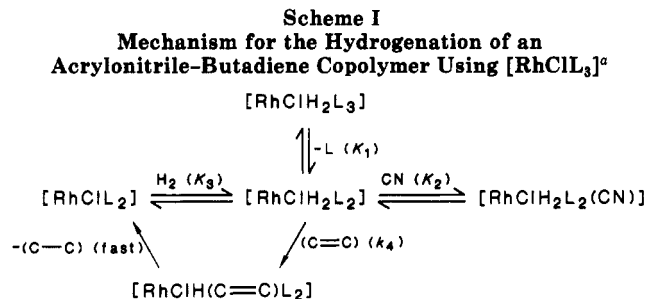 Scheme I
Mechanism for the Hydrogenation of an
Acrylonitrile–Butadiene Copolymer Using [RhClL₃]ᵃ
[RhClH₂L₃]
-L (K₁)
[RhClL₂] H₂ (K₃) [RhClH₂L₂] CN (K₂) [RhClH₂L₂(CN)]
-(C—C) (fast) (C=C) (k₄)
[RhClH(C=C)L₂]